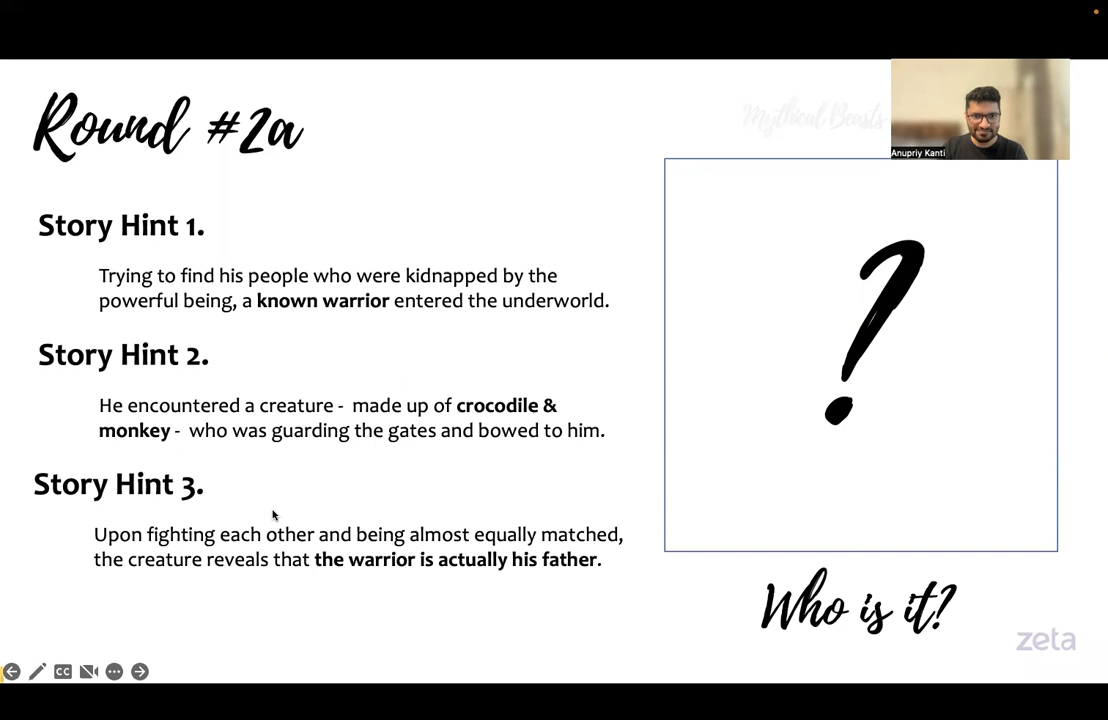 Round #2a
Mythical Beasts
Anupriy Kanti
Story Hint 1.
Trying to find his people who were kidnapped by the
powerful being, a known warrior entered the underworld.
Story Hint 2.
He encountered a creature - made up of crocodile &
monkey - who was guarding the gates and bowed to him.
Story Hint 3.
Upon fighting each other and being almost equally matched,
the creature reveals that the warrior is actually his father.
?
Who is it?
zeta
CC